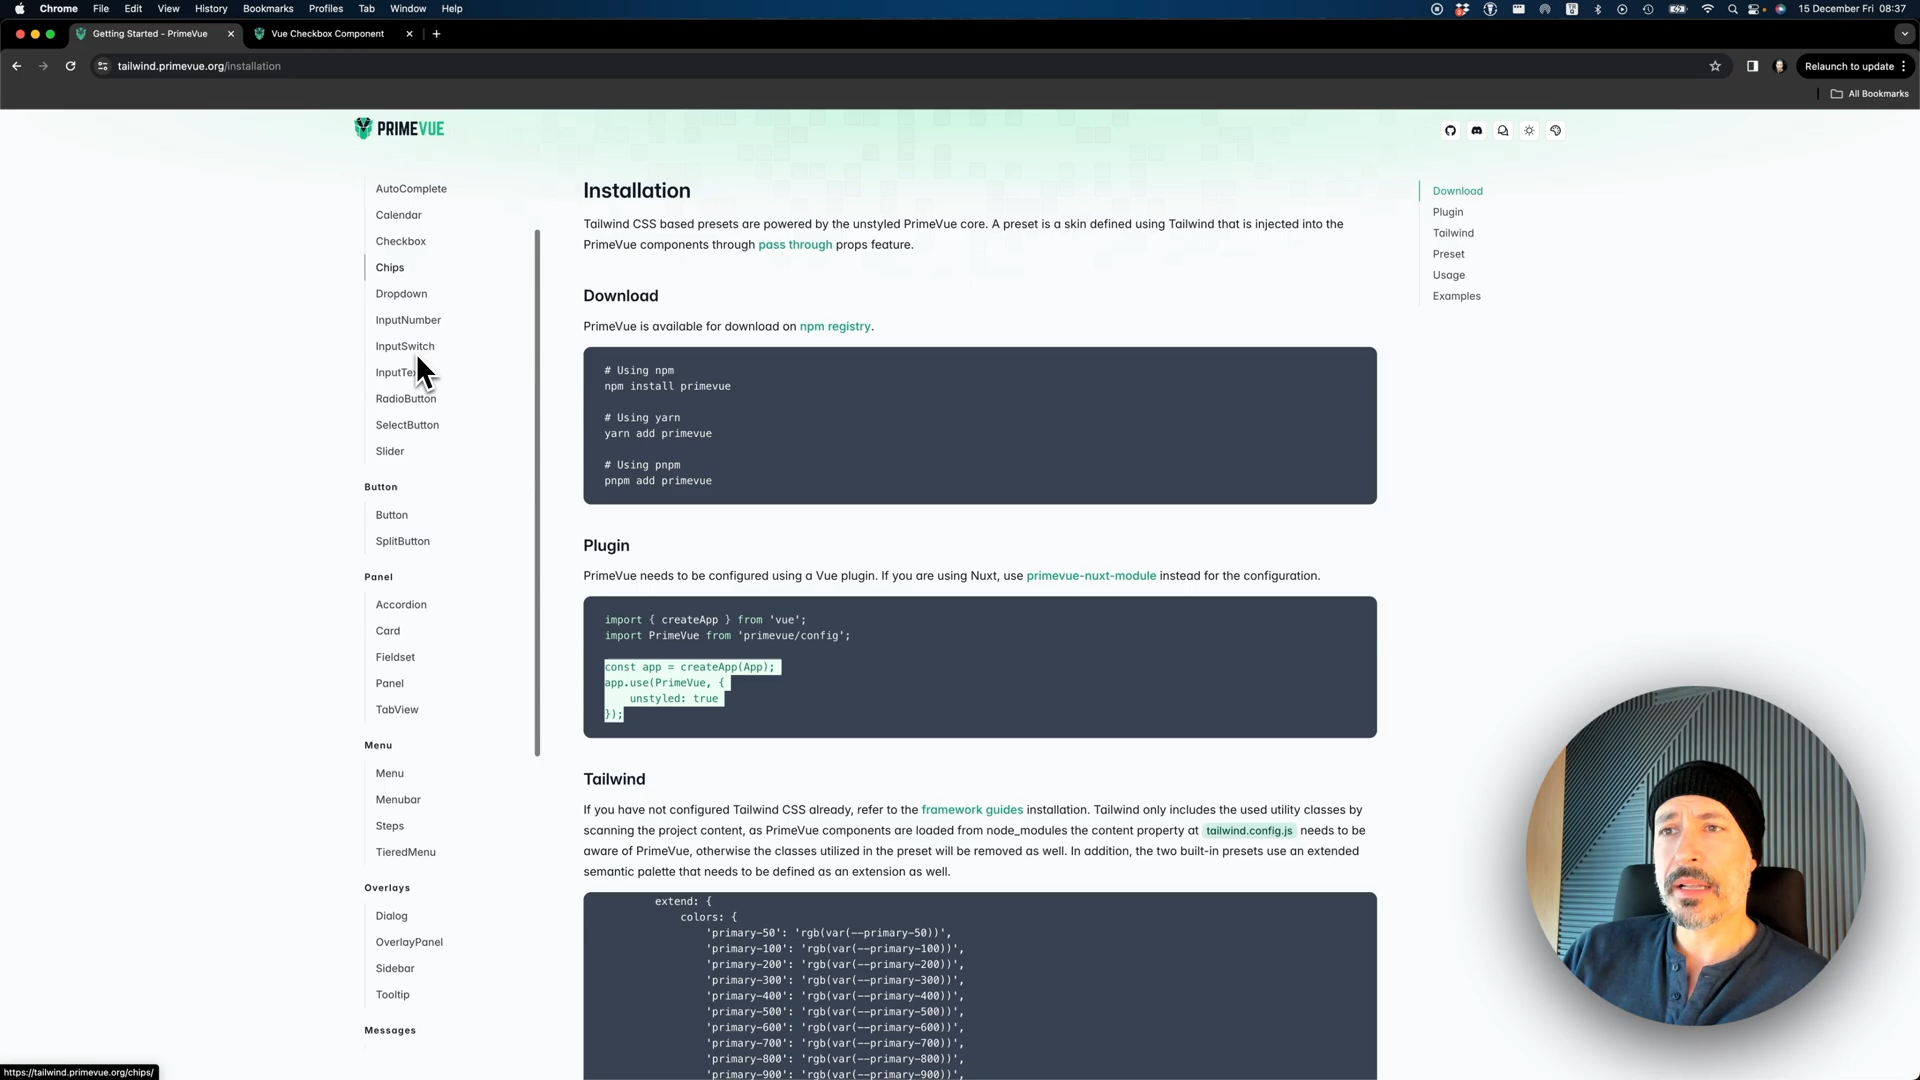 Chrome File Edit View History Bookmarks Profiles Tab Window Help
15 December Fri 08:37
Getting Started - PrimeVue
Vue Checkbox Component
tailwind.primevue.org/installation
Relaunch to update
All Bookmarks
PRIMEVUE
AutoComplete
Calendar
Checkbox
Chips
Dropdown
InputNumber
InputSwitch
RadioButton
SelectButton
Slider
Button
Button
SplitButton
Panel
Accordion
Card
Fieldset
Panel
TabView
Menu
Menu
Menubar
Steps
TieredMenu
Overlays
Dialog
OverlayPanel
Sidebar
Tooltip
Messages
Installation
Tailwind CSS based presets are powered by the unstyled PrimeVue core. A preset is a skin defined using Tailwind that is injected into the
PrimeVue components through pass through props feature.
Download
PrimeVue is available for download on npm registry.
# Using npm
npm install primevue
# Using yarn
yarn add primevue
# Using pnpm
pnpm add primevue
Plugin
PrimeVue needs to be configured using a Vue plugin. If you are using Nuxt, use primevue-nuxt-module instead for the configuration.
import { createApp } from 'vue';
import PrimeVue from 'primevue/config';
const app = createApp(App);
app.use(PrimeVue, {
unstyled: true
});
Tailwind
If you have not configured Tailwind CSS already, refer to the framework guides installation. Tailwind only includes the used utility classes by
scanning the project content, as PrimeVue components are loaded from node_modules the content property at tailwind.config.js needs to be
aware of PrimeVue, otherwise the classes utilized in the preset will be removed as well. In addition, the two built-in presets use an extended
semantic palette that needs to be defined as an extension as well.
extend: {
colors: {
'primary-50': 'rgb(var(--primary-50))',
'primary-100': 'rgb(var(--primary-100))',
'primary-200': 'rgb(var(--primary-200))',
'primary-300': 'rgb(var(--primary-300))',
'primary-400': 'rgb(var(--primary-400))',
'primary-500': 'rgb(var(--primary-500))',
'primary-600': 'rgb(var(--primary-600))',
'primary-700': 'rgb(var(--primary-700))',
'primary-800': 'rgb(var(--primary-800))',
'primary-900': 'rgb(var(--primary-900))',
Download
Plugin
Tailwind
Preset
Usage
Examples
https://tailwind.primevue.org/chips/